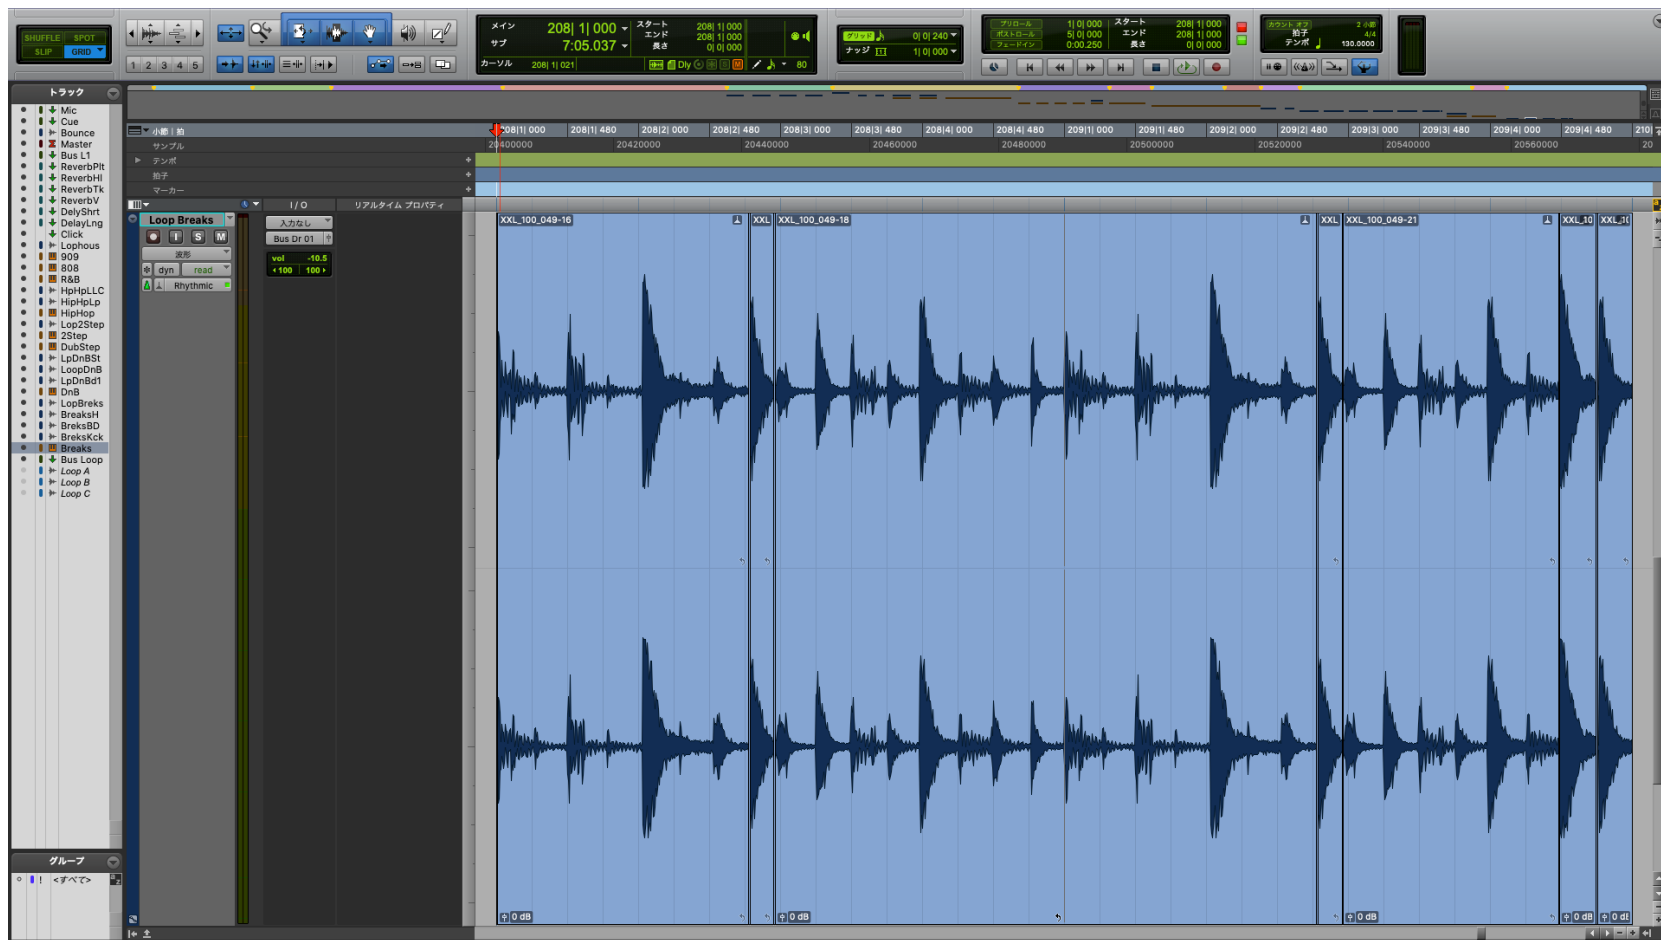 SHUFFLE SPOT
SLIP GRID
1 2 3 4 5
メイン 208| 1| 000
サブ 7:05.037
スタート 208| 1| 000
エンド 208| 1| 000
長さ 0| 0| 000
カーソル 208| 1| 021
Dly
80
グリッド 0| 0| 240
ナッジ 1| 0| 000
プリロール 1| 0| 000
ポストロール 5| 0| 000
フェードイン 0:00.250
スタート 208| 1| 000
エンド 208| 1| 000
長さ 0| 0| 000
カウント オフ 2 小節
拍子 4/4
テンポ 130.0000
トラック
Mic
Cue
Bounce
Master
Bus L1
ReverbPlt
ReverbHl
ReverbTk
ReverbV
DelyShrt
DelayLng
Click
Lophous
909
808
R&B
HpHpLLC
HipHpLp
HipHop
Lop2Step
2Step
DubStep
LpDnBSt
LoopDnB
LpDnBd1
DnB
LopBreks
BreaksH
BreksBD
BreksKck
Breaks
Bus Loop
Loop A
Loop B
Loop C
グループ
! <すべて>
小節 | 拍
サンプル
テンポ
拍子
マーカー
208|1| 000 208|1| 480 208|2| 000 208|2| 480 208|3| 000 208|3| 480 208|4| 000 208|4| 480 209|1| 000 209|1| 480 209|2| 000 209|2| 480 209|3| 000 209|3| 480 209|4| 000 209|4| 480 210|
20400000 20420000 20440000 20460000 20480000 20500000 20520000 20540000 20560000 20
I / O リアルタイム プロパティ
Loop Breaks
I S M
波形
dyn read
Rhythmic
入力なし
Bus Dr 01
vol -10.5
100 100
XXL_100_049-16 XXL XXL_100_049-18 XXL XXL_100_049-21 XXL_10 XXL_10
0 dB 0 dB 0 dB 0 dB 0 dB